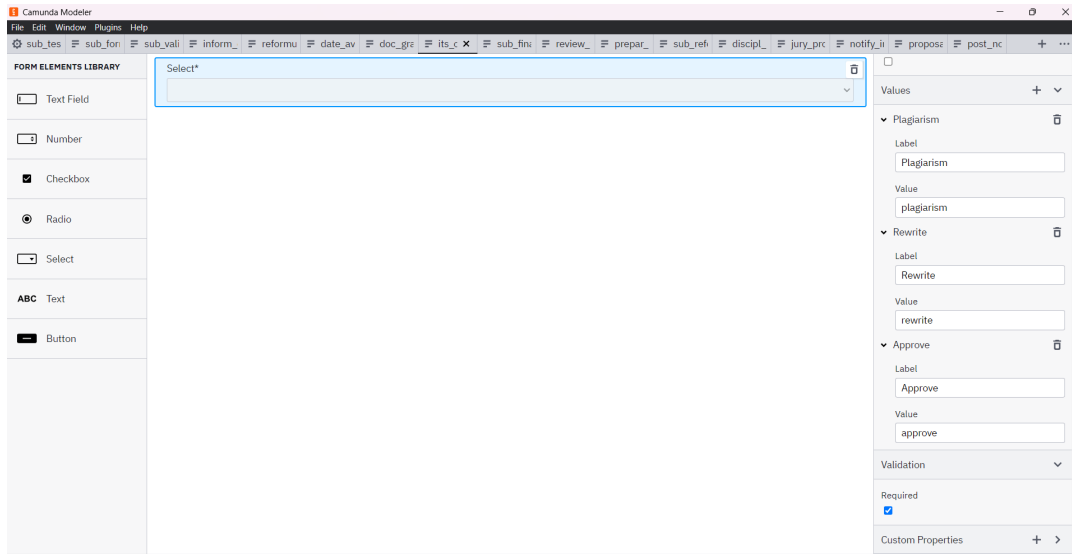 Camunda Modeler
File Edit Window Plugins Help
sub_tes sub_for sub_vali inform_ reformu date_av doc_gra its_c sub_fina review_ prepar_ sub_refo discipl_ jury_pro notify_i proposa post_nc
FORM ELEMENTS LIBRARY
Text Field
Number
Checkbox
Radio
Select
ABC Text
Button
Select*
Values
Plagiarism
Label
Plagiarism
Value
plagiarism
Rewrite
Label
Rewrite
Value
rewrite
Approve
Label
Approve
Value
approve
Validation
Required
Custom Properties